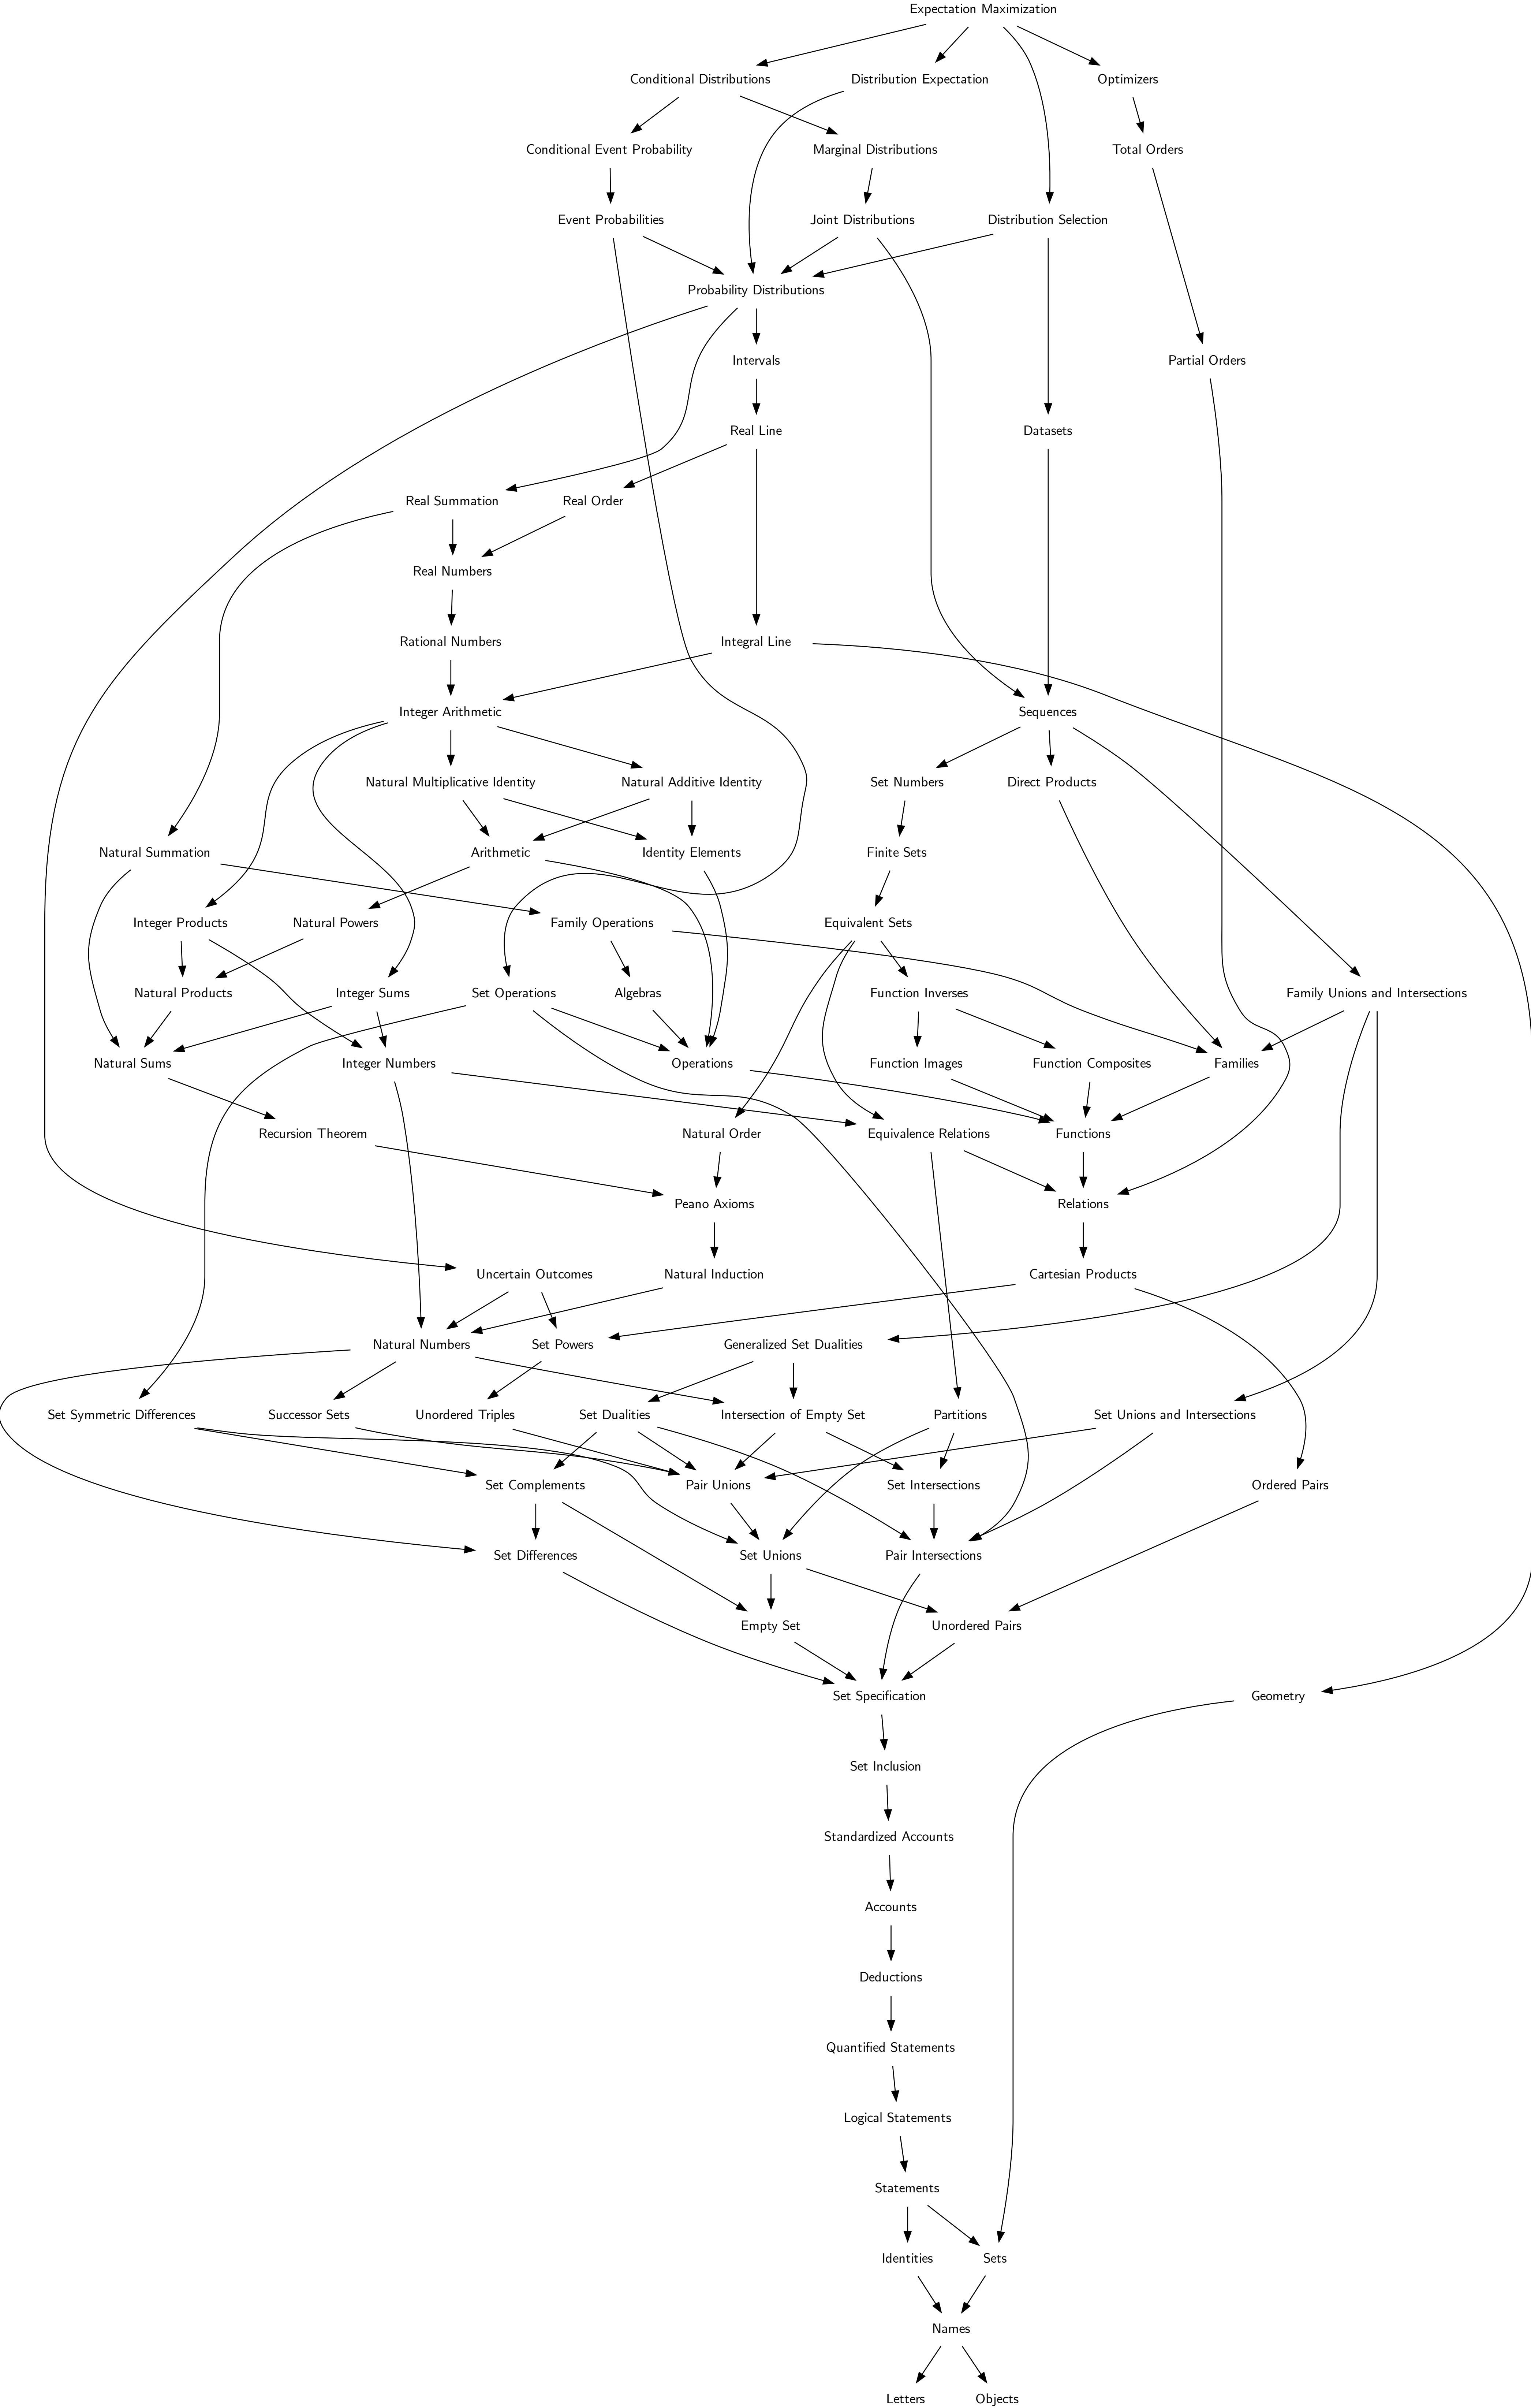 Expectation Maximization
Conditional Distributions
Distribution Expectation
Optimizers
Conditional Event Probability
Marginal Distributions
Total Orders
Event Probabilities
Joint Distributions
Distribution Selection
Probability Distributions
Intervals
Partial Orders
Real Line
Datasets
Real Summation
Real Order
Real Numbers
Rational Numbers
Integral Line
Integer Arithmetic
Sequences
Natural Multiplicative Identity
Natural Additive Identity
Set Numbers
Direct Products
Natural Summation
Arithmetic
Identity Elements
Finite Sets
Integer Products
Natural Powers
Family Operations
Equivalent Sets
Natural Products
Integer Sums
Set Operations
Algebras
Function Inverses
Family Unions and Intersections
Natural Sums
Integer Numbers
Operations
Function Images
Function Composites
Families
Recursion Theorem
Natural Order
Equivalence Relations
Functions
Peano Axioms
Relations
Uncertain Outcomes
Natural Induction
Cartesian Products
Natural Numbers
Set Powers
Generalized Set Dualities
Set Symmetric Differences
Successor Sets
Unordered Triples
Set Dualities
Intersection of Empty Set
Partitions
Set Unions and Intersections
Set Complements
Pair Unions
Set Intersections
Ordered Pairs
Set Differences
Set Unions
Pair Intersections
Empty Set
Unordered Pairs
Set Specification
Geometry
Set Inclusion
Standardized Accounts
Accounts
Deductions
Quantified Statements
Logical Statements
Statements
Identities
Sets
Names
Letters
Objects